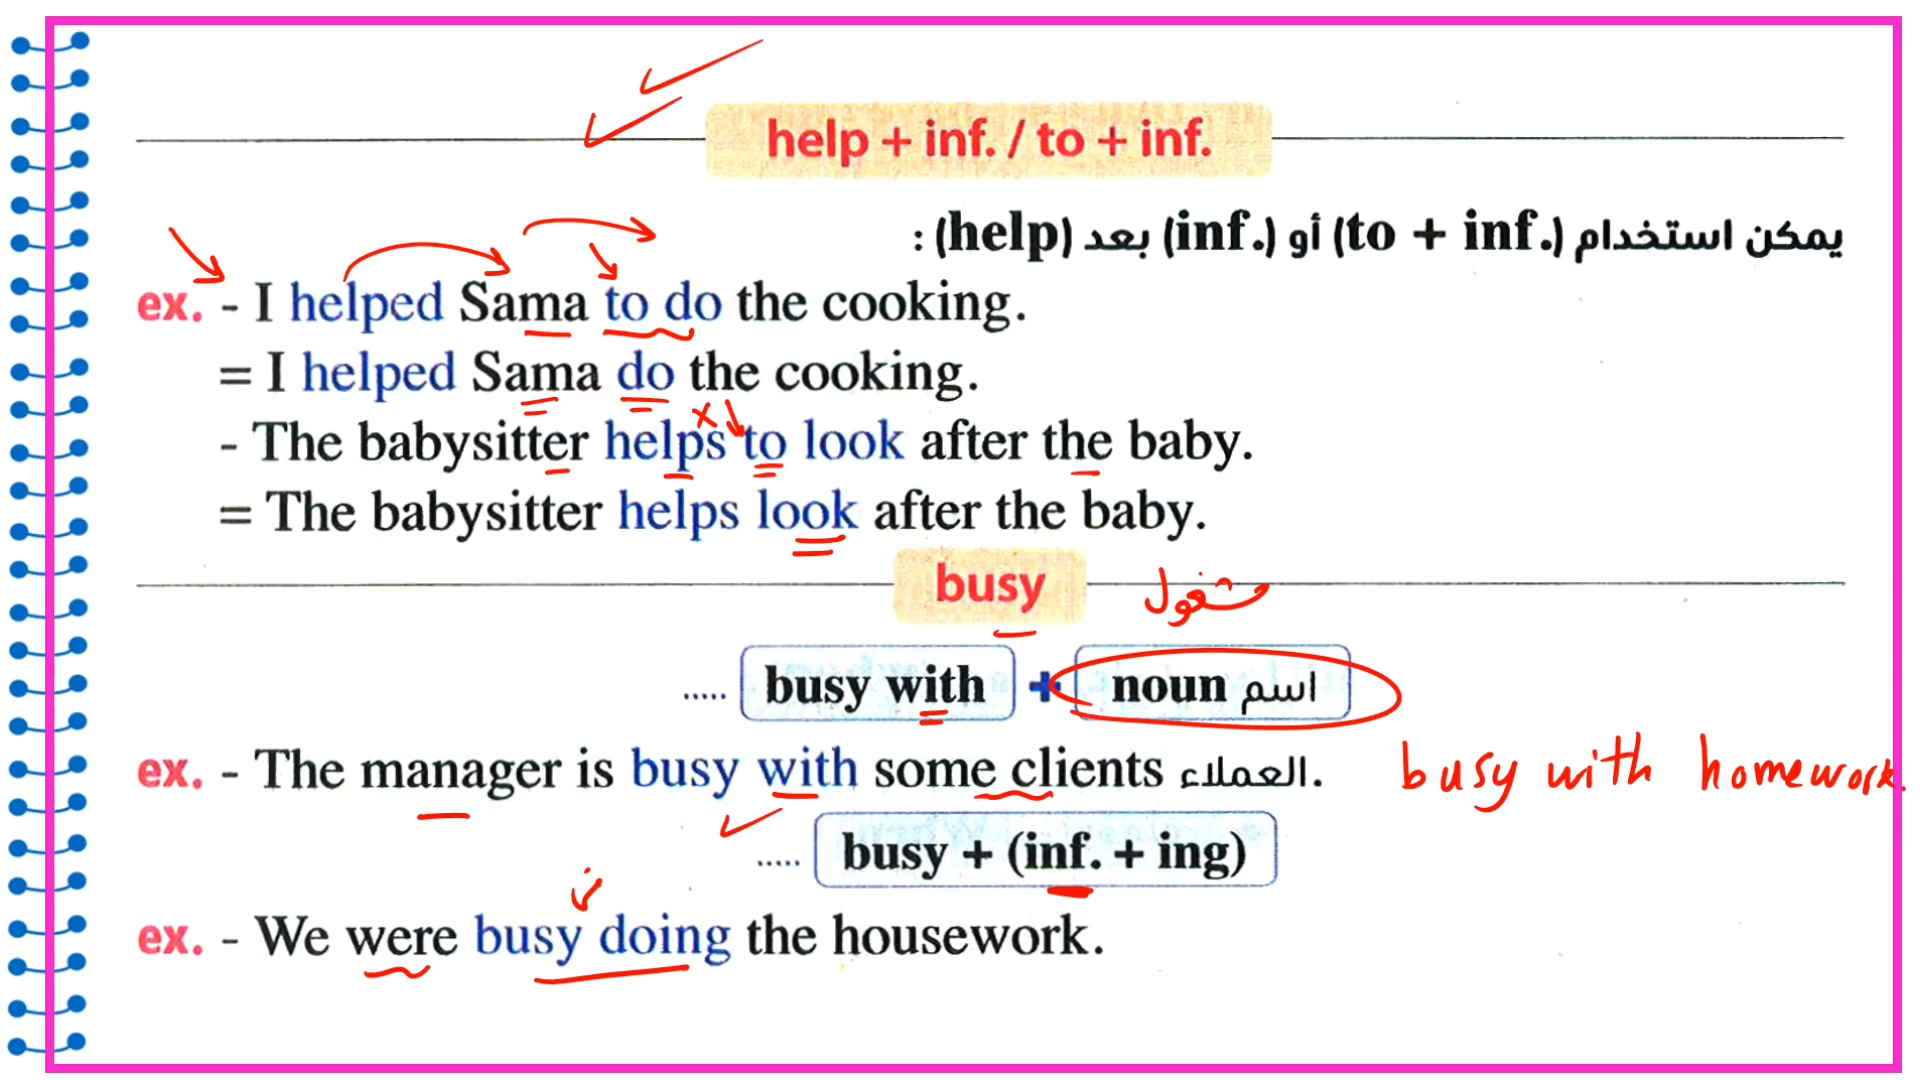 help + inf. / to + inf.
يمكن استخدام (to + inf.) أو (inf.) بعد (help) :
ex. - I helped Sama to do the cooking.
= I helped Sama do the cooking.
- The babysitter helps to look after the baby.
= The babysitter helps look after the baby.
busy مشغول
..... busy with + noun اسم
ex. - The manager is busy with some clients العملاء. busy with homework.
..... busy + (inf. + ing)
ex. - We were busy doing the housework.